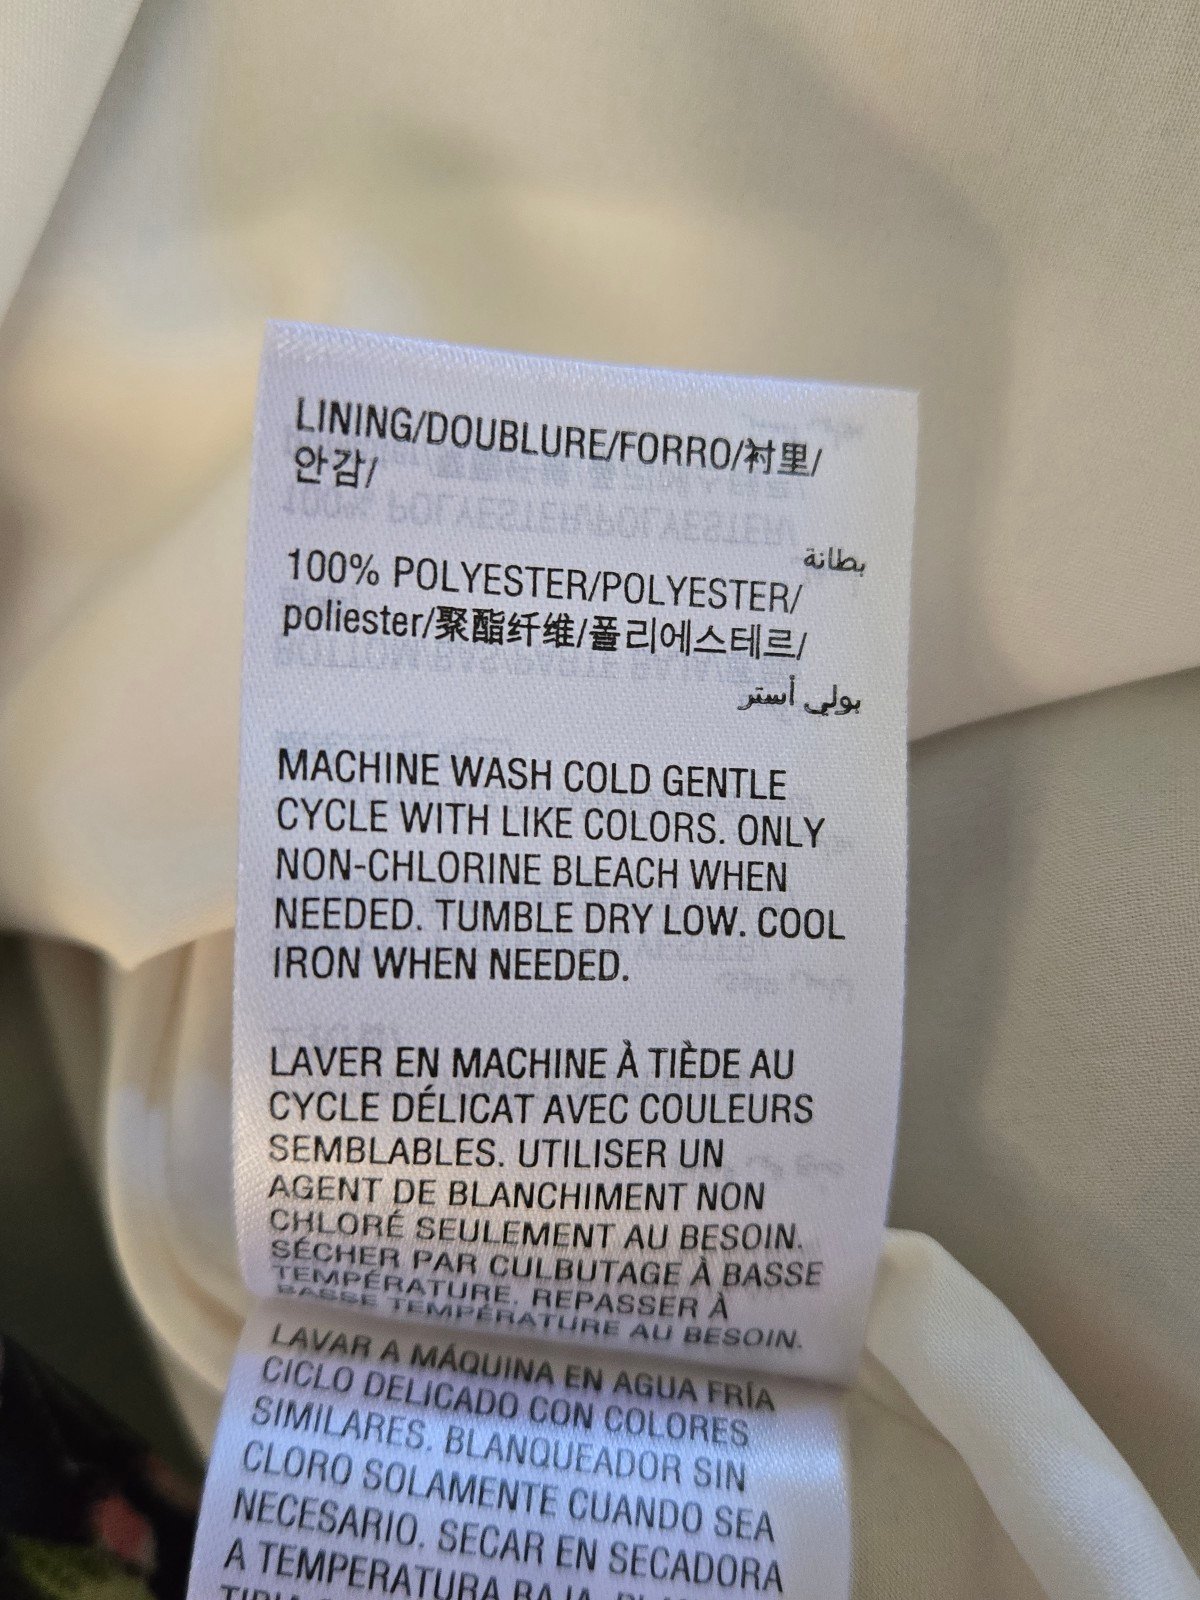 LINING/DOUBLURE/FORRO/衬里/
안감/
بطانة
100% POLYESTER/POLYESTER/
poliester/聚酯纤维/폴리에스테르/
بولي أستر
MACHINE WASH COLD GENTLE
CYCLE WITH LIKE COLORS. ONLY
NON-CHLORINE BLEACH WHEN
NEEDED. TUMBLE DRY LOW. COOL
IRON WHEN NEEDED.
LAVER EN MACHINE À TIÈDE AU
CYCLE DÉLICAT AVEC COULEURS
SEMBLABLES. UTILISER UN
AGENT DE BLANCHIMENT NON
CHLORÉ SEULEMENT AU BESOIN.
SÉCHER PAR CULBUTAGE À BASSE
TEMPÉRATURE. REPASSER À
BASSE TEMPÉRATURE AU BESOIN.
LAVAR A MÁQUINA EN AGUA FRÍA
CICLO DELICADO CON COLORES
SIMILARES. BLANQUEADOR SIN
CLORO SOLAMENTE CUANDO SEA
NECESARIO. SECAR EN SECADORA
A TEMPERATURA BAJA.